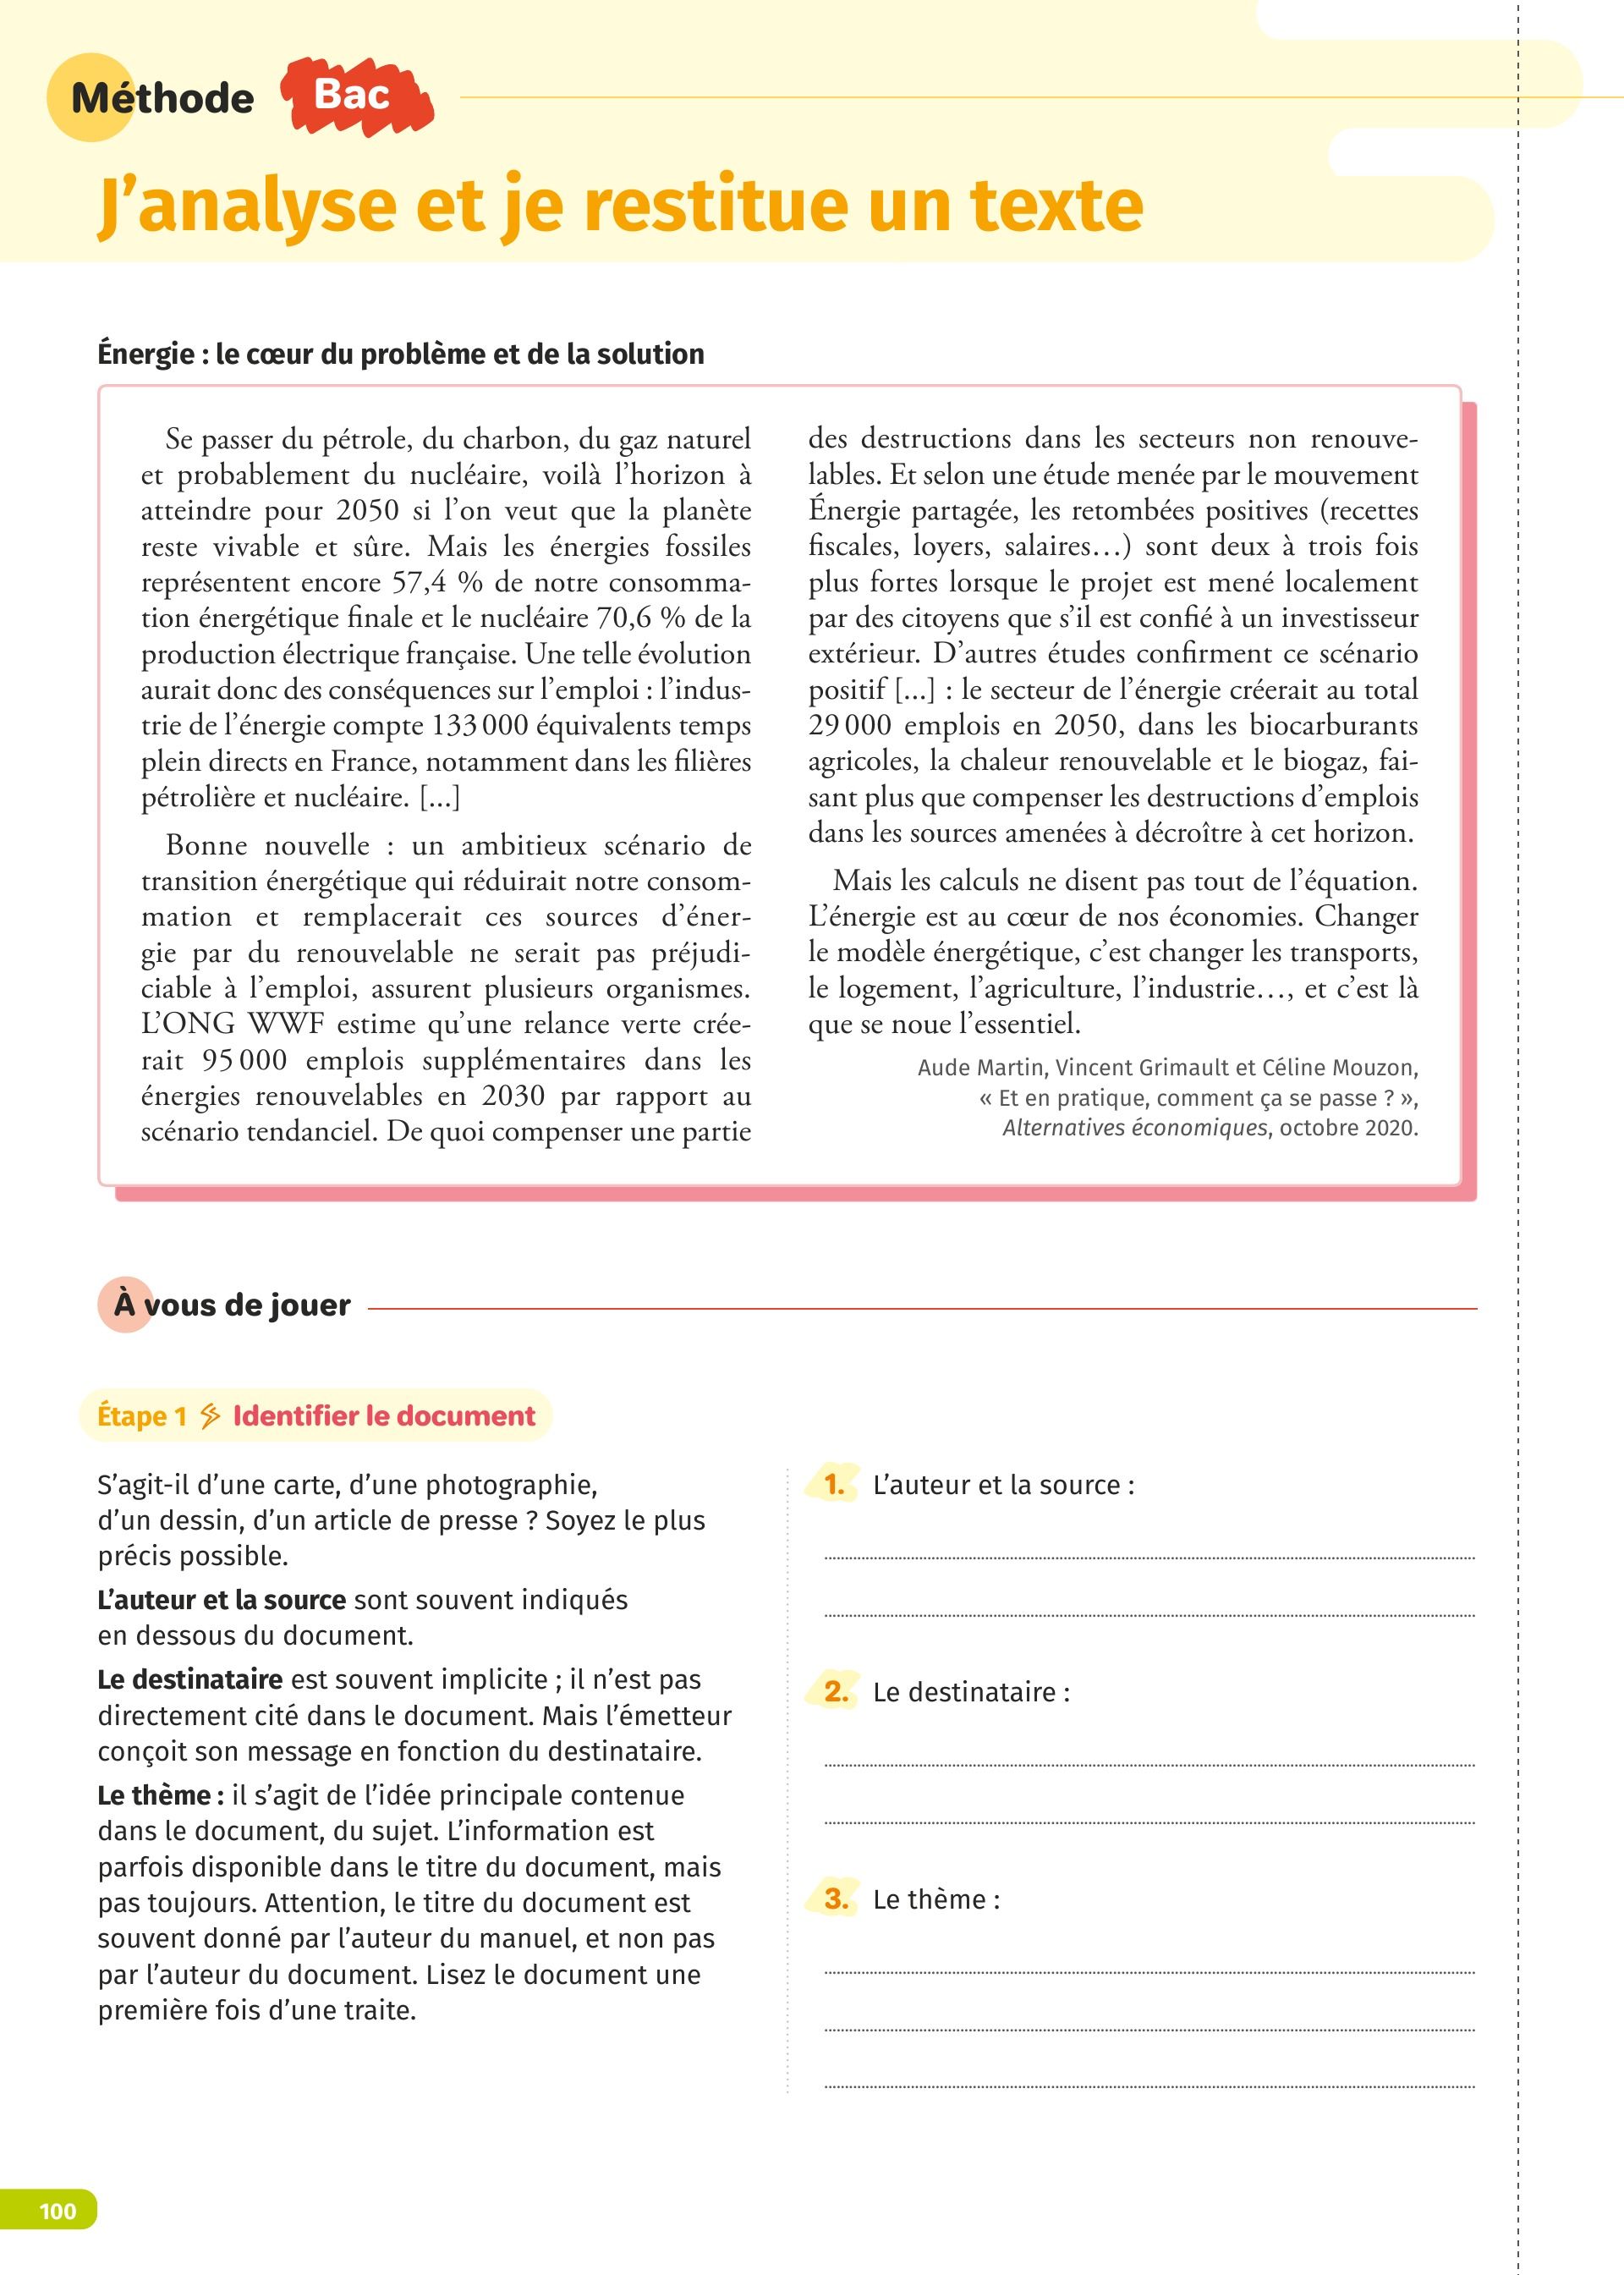 Méthode Bac
J'analyse et je restitue un texte
Énergie : le cœur du problème et de la solution
Se passer du pétrole, du charbon, du gaz naturel
et probablement du nucléaire, voilà l'horizon à
atteindre pour 2050 si l'on veut que la planète
reste vivable et sûre. Mais les énergies fossiles
représentent encore 57,4 % de notre consomma-
tion énergétique finale et le nucléaire 70,6 % de la
production électrique française. Une telle évolution
aurait donc des conséquences sur l'emploi : l'indus-
trie de l'énergie compte 133 000 équivalents temps
plein directs en France, notamment dans les filières
pétrolière et nucléaire. [...]
Bonne nouvelle : un ambitieux scénario de
transition énergétique qui réduirait notre consom-
mation et remplacerait ces sources d'éner-
gie par du renouvelable ne serait pas préjudi-
ciable à l'emploi, assurent plusieurs organismes.
L'ONG WWF estime qu'une relance verte crée-
rait 95 000 emplois supplémentaires dans les
énergies renouvelables en 2030 par rapport au
scénario tendanciel. De quoi compenser une partie
des destructions dans les secteurs non renouve-
lables. Et selon une étude menée par le mouvement
Énergie partagée, les retombées positives (recettes
fiscales, loyers, salaires...) sont deux à trois fois
plus fortes lorsque le projet est mené localement
par des citoyens que s'il est confié à un investisseur
extérieur. D'autres études confirment ce scénario
positif [...] : le secteur de l'énergie créerait au total
29 000 emplois en 2050, dans les biocarburants
agricoles, la chaleur renouvelable et le biogaz, fai-
sant plus que compenser les destructions d'emplois
dans les sources amenées à décroître à cet horizon.
Mais les calculs ne disent pas tout de l'équation.
L'énergie est au cœur de nos économies. Changer
le modèle énergétique, c'est changer les transports,
le logement, l'agriculture, l'industrie..., et c'est là
que se noue l'essentiel.
Aude Martin, Vincent Grimault et Céline Mouzon,
« Et en pratique, comment ça se passe ? »,
Alternatives économiques, octobre 2020.
À vous de jouer
Étape 1 Identifier le document
S'agit-il d'une carte, d'une photographie,
d'un dessin, d'un article de presse ? Soyez le plus
précis possible.
L'auteur et la source sont souvent indiqués
en dessous du document.
Le destinataire est souvent implicite ; il n'est pas
directement cité dans le document. Mais l'émetteur
conçoit son message en fonction du destinataire.
Le thème : il s'agit de l'idée principale contenue
dans le document, du sujet. L'information est
parfois disponible dans le titre du document, mais
pas toujours. Attention, le titre du document est
souvent donné par l'auteur du manuel, et non pas
par l'auteur du document. Lisez le document une
première fois d'une traite.
1. L'auteur et la source :
2. Le destinataire :
3. Le thème :
100